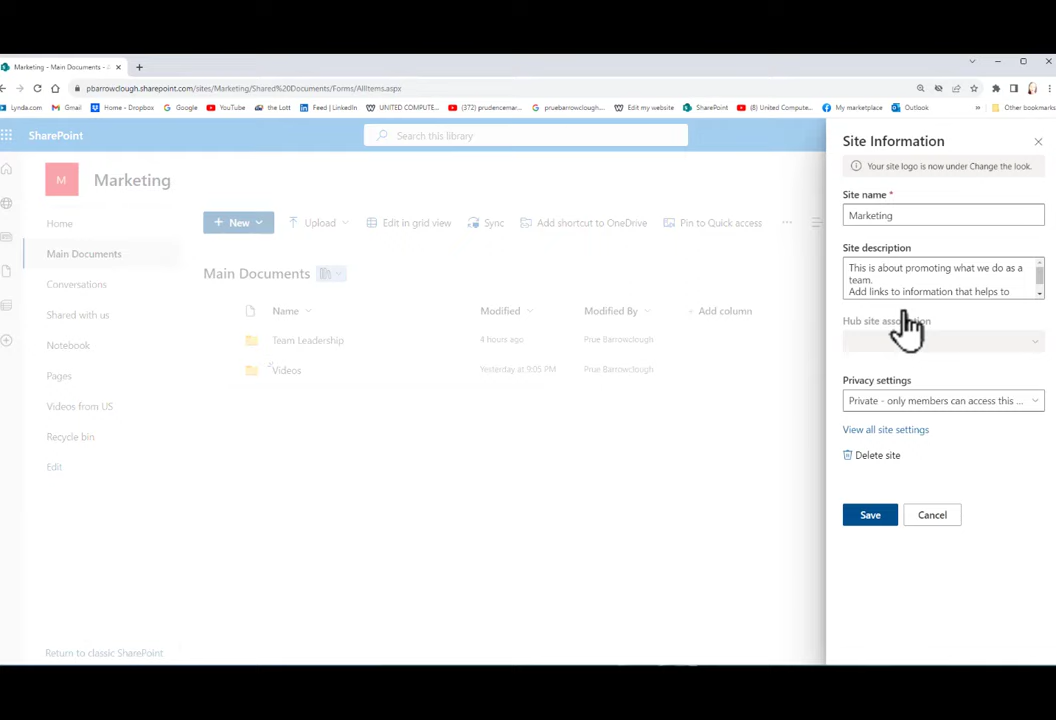 Marketing - Main Documents -
pbarrowclough.sharepoint.com/sites/Marketing/Shared%20Documents/Forms/AllItems.aspx
Lynda.com Gmail Home - Dropbox Google YouTube the Lott Feed | LinkedIn UNITED COMPUTE... (372) prudencemar... pruebarrowclough... Edit my website SharePoint (8) United Compute... My marketplace Outlook » Other bookmarks
SharePoint
Search this library
Site Information
Your site logo is now under Change the look.
M
Marketing
Site name *
Marketing
Home
+ New
Upload
Edit in grid view
Sync
Add shortcut to OneDrive
Pin to Quick access
...
Main Documents
Conversations
Shared with us
Notebook
Pages
Videos from US
Recycle bin
Edit
Main Documents
Name
Modified
Modified By
+ Add column
Team Leadership
4 hours ago
Prue Barrowclough
Videos
Yesterday at 9:05 PM
Prue Barrowclough
Site description
This is about promoting what we do as a
team.
Add links to information that helps to
Hub site association
Privacy settings
Private - only members can access this ...
View all site settings
Delete site
Save
Cancel
Return to classic SharePoint